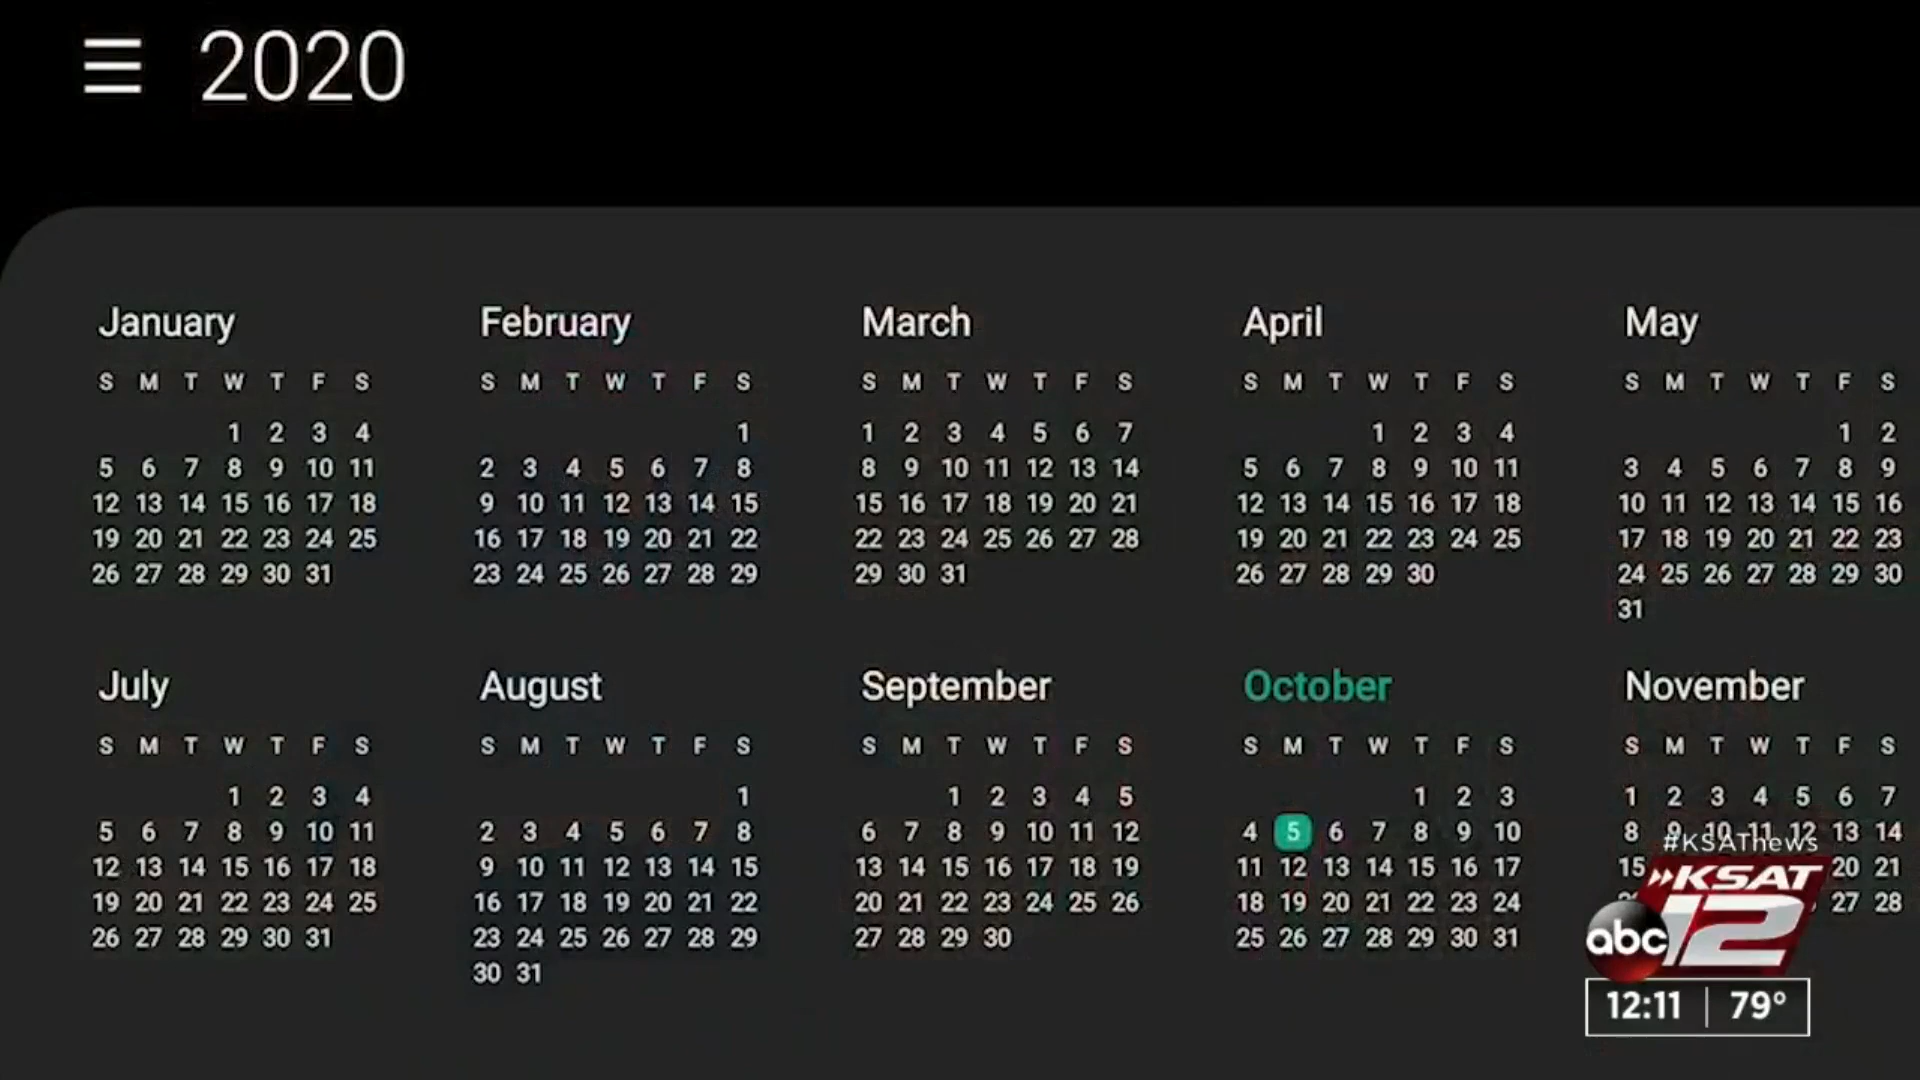 2020
January February March April May
S M T W T F S S M T W T F S S M T W T F S S M T W T F S S M T W T F S
1 2 3 4 1 1 2 3 4 5 6 7 1 2 3 4 1 2
5 6 7 8 9 10 11 2 3 4 5 6 7 8 8 9 10 11 12 13 14 5 6 7 8 9 10 11 3 4 5 6 7 8 9
12 13 14 15 16 17 18 9 10 11 12 13 14 15 15 16 17 18 19 20 21 12 13 14 15 16 17 18 10 11 12 13 14 15 16
19 20 21 22 23 24 25 16 17 18 19 20 21 22 22 23 24 25 26 27 28 19 20 21 22 23 24 25 17 18 19 20 21 22 23
26 27 28 29 30 31 23 24 25 26 27 28 29 29 30 31 26 27 28 29 30 24 25 26 27 28 29 30
31
July August September October November
S M T W T F S S M T W T F S S M T W T F S S M T W T F S S M T W T F S
1 2 3 4 1 1 2 3 4 5 1 2 3 1 2 3 4 5 6 7
5 6 7 8 9 10 11 2 3 4 5 6 7 8 6 7 8 9 10 11 12 4 5 6 7 8 9 10 8 9 10 11 12 13 14
12 13 14 15 16 17 18 9 10 11 12 13 14 15 13 14 15 16 17 18 19 11 12 13 14 15 16 17 15 20 21
19 20 21 22 23 24 25 16 17 18 19 20 21 22 20 21 22 23 24 25 26 18 19 20 21 22 23 24 27 28
26 27 28 29 30 31 23 24 25 26 27 28 29 27 28 29 30 25 26 27 28 29 30 31
30 31
#KSATnews
KSAT
abc 12
12:11 79°